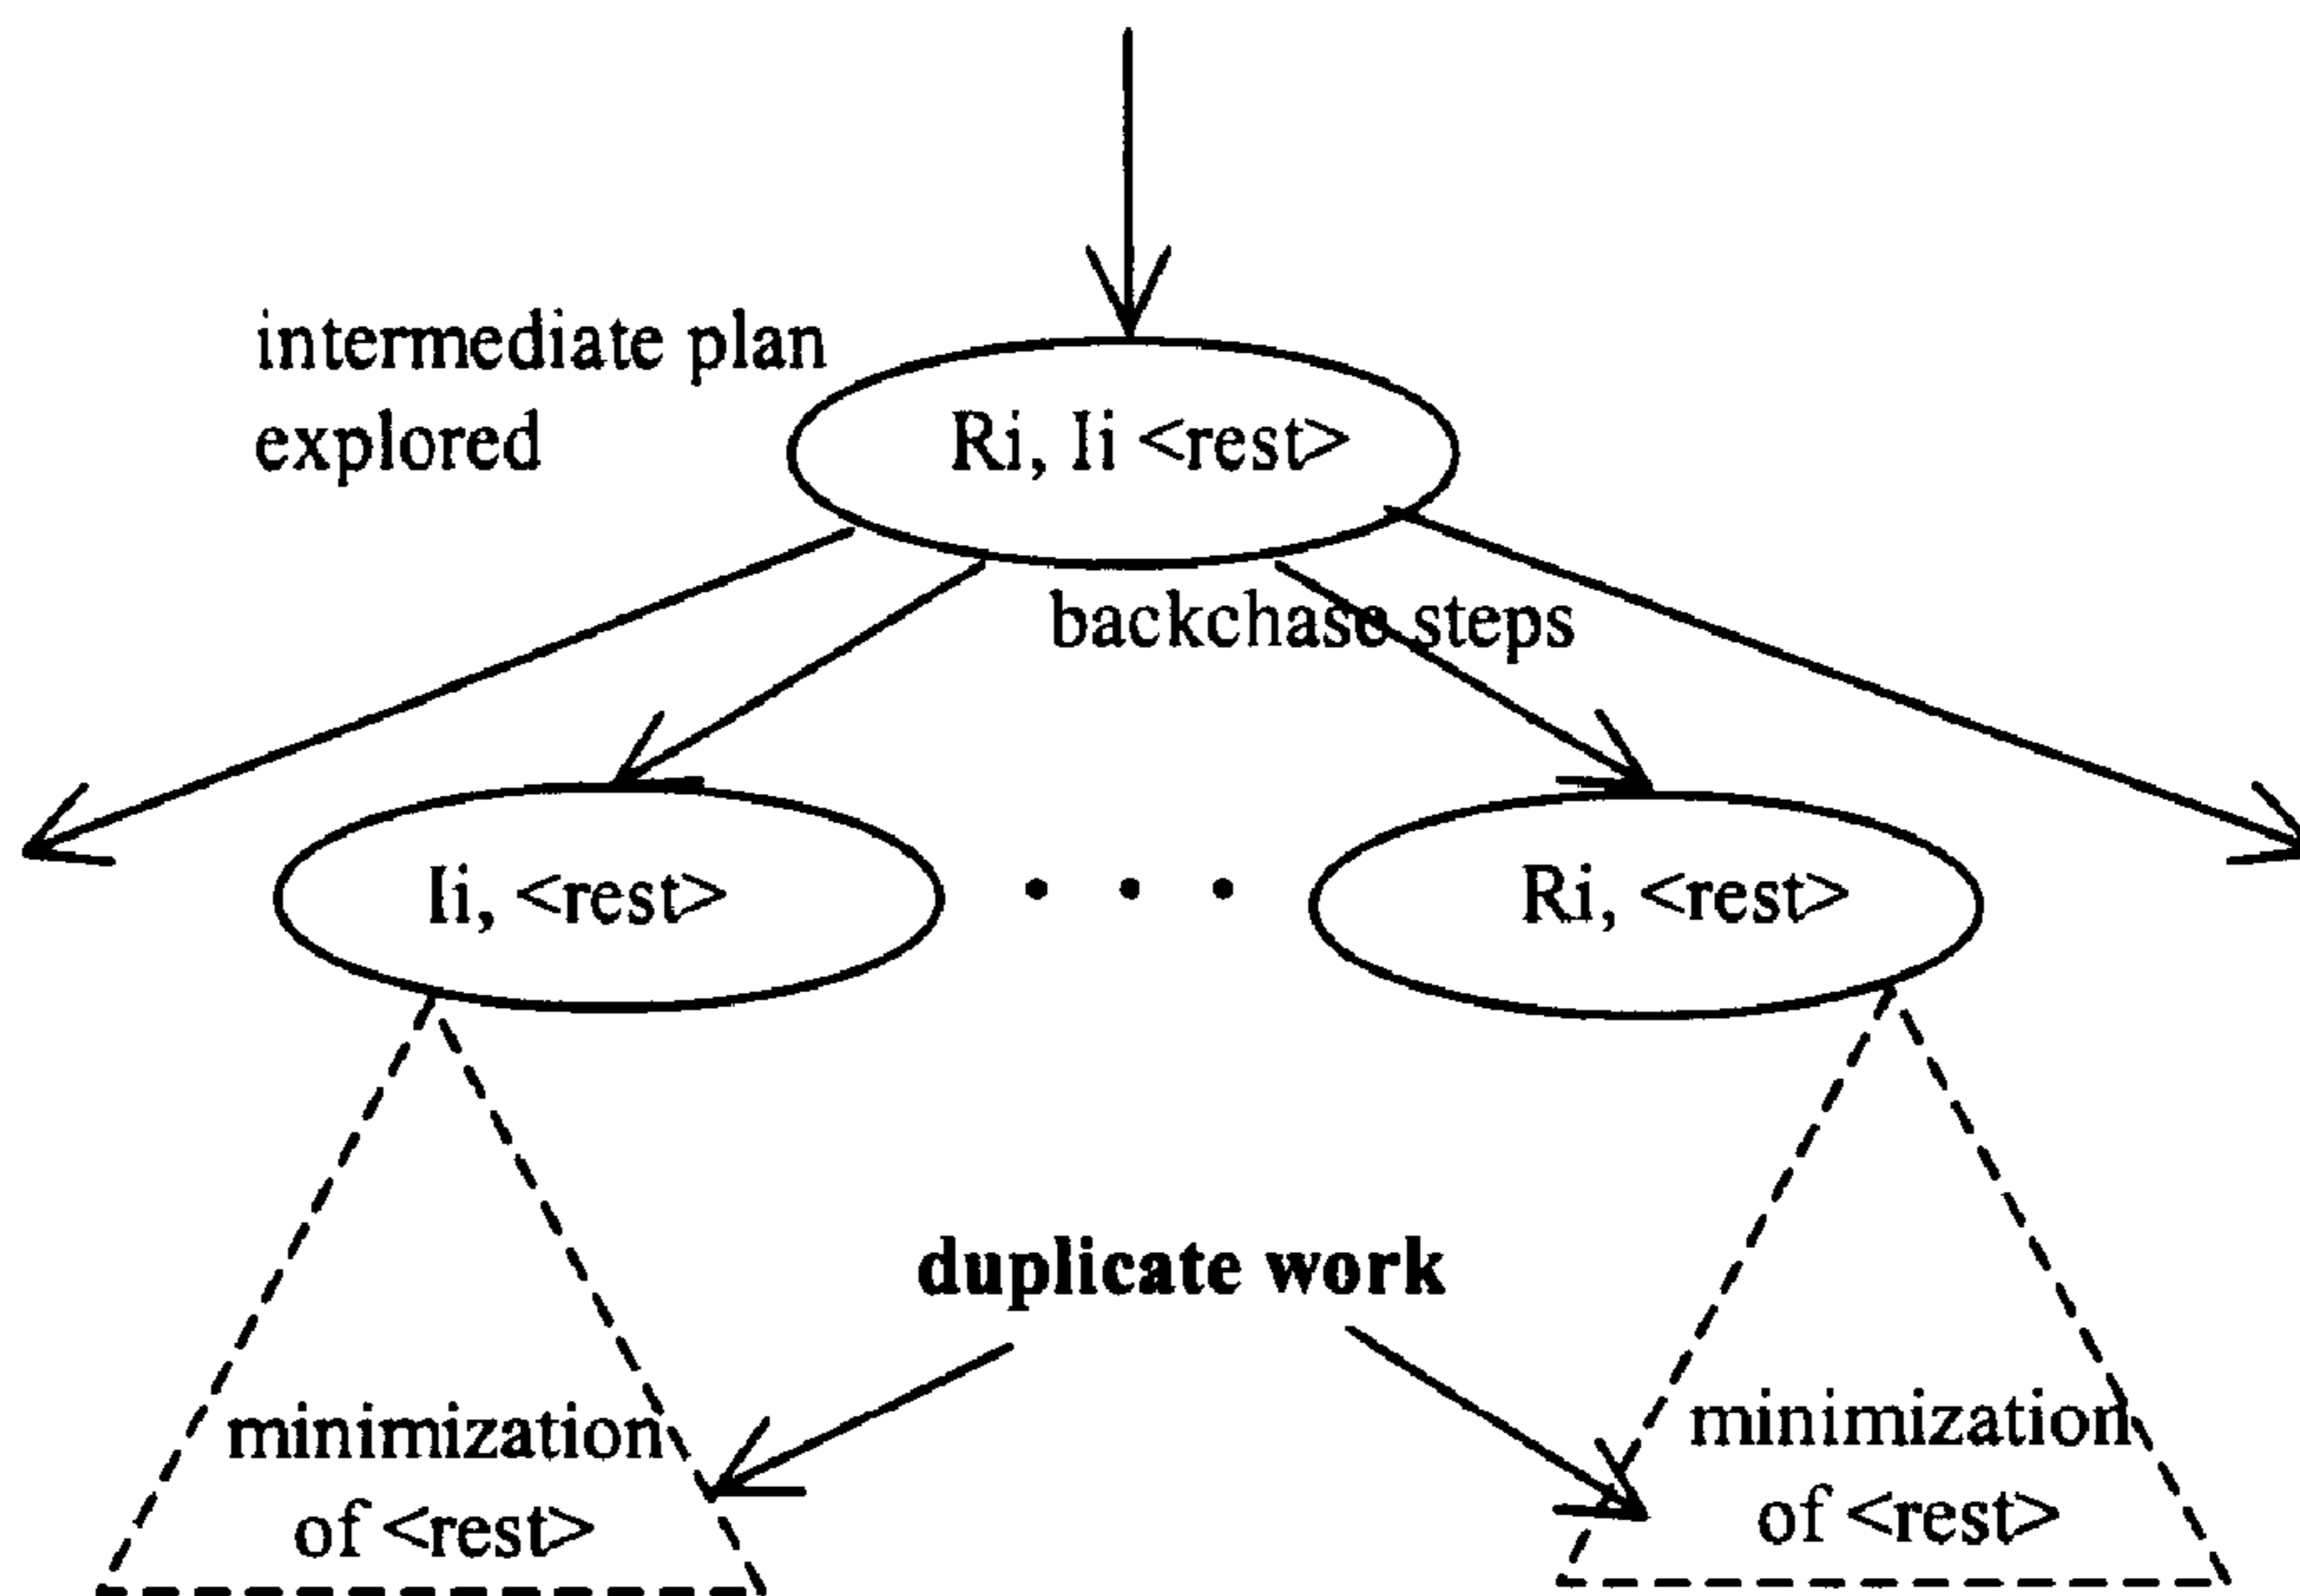 intermediate plan
explored
Ri, Ii <rest>
backchase steps
Ii, <rest>
Ri, <rest>
duplicate work
minimization
of <rest>
minimization
of <rest>